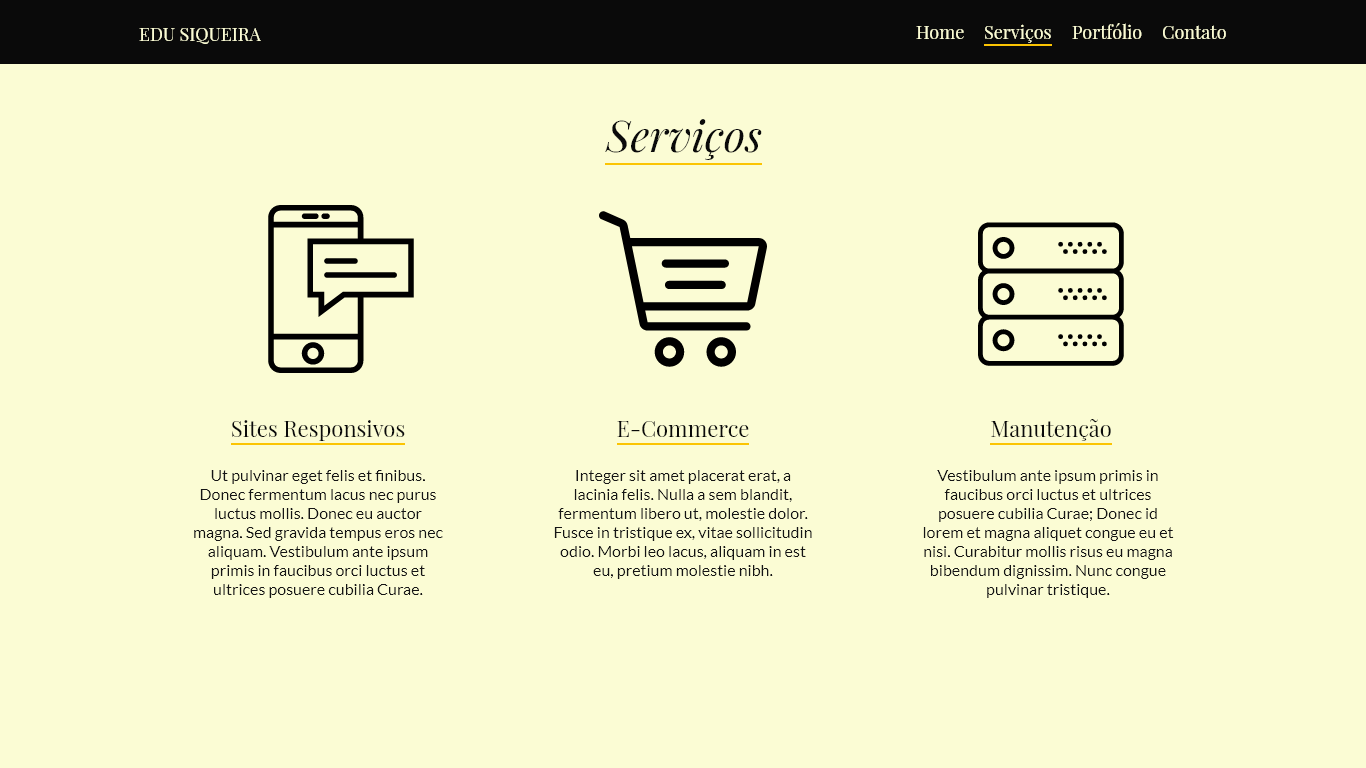 EDU SIQUEIRA
Home Serviços Portfólio Contato
Serviços
Sites Responsivos
Ut pulvinar eget felis et finibus.
Donec fermentum lacus nec purus
luctus mollis. Donec eu auctor
magna. Sed gravida tempus eros nec
aliquam. Vestibulum ante ipsum
primis in faucibus orci luctus et
ultrices posuere cubilia Curae.
E-Commerce
Integer sit amet placerat erat, a
lacinia felis. Nulla a sem blandit,
fermentum libero ut, molestie dolor.
Fusce in tristique ex, vitae sollicitudin
odio. Morbi leo lacus, aliquam in est
eu, pretium molestie nibh.
Manutenção
Vestibulum ante ipsum primis in
faucibus orci luctus et ultrices
posuere cubilia Curae; Donec id
lorem et magna aliquet congue eu et
nisi. Curabitur mollis risus eu magna
bibendum dignissim. Nunc congue
pulvinar tristique.